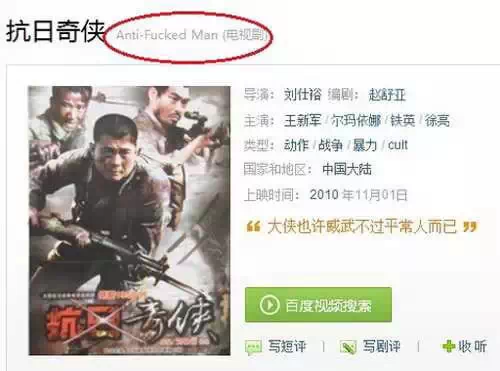 抗日奇侠 Anti-Fucked Man (电视剧)
导演：刘仕裕 编剧：赵舒亚
主演：王新军 / 尔玛依娜 / 铁英 / 徐亮
类型：动作 / 战争 / 暴力 / cult
国家和地区：中国大陆
上映时间：2010 年11月01日
“ 大侠也许威武不过平常人而已 ”
抗日奇侠
百度视频搜索
写短评 | 写剧评 | 收听